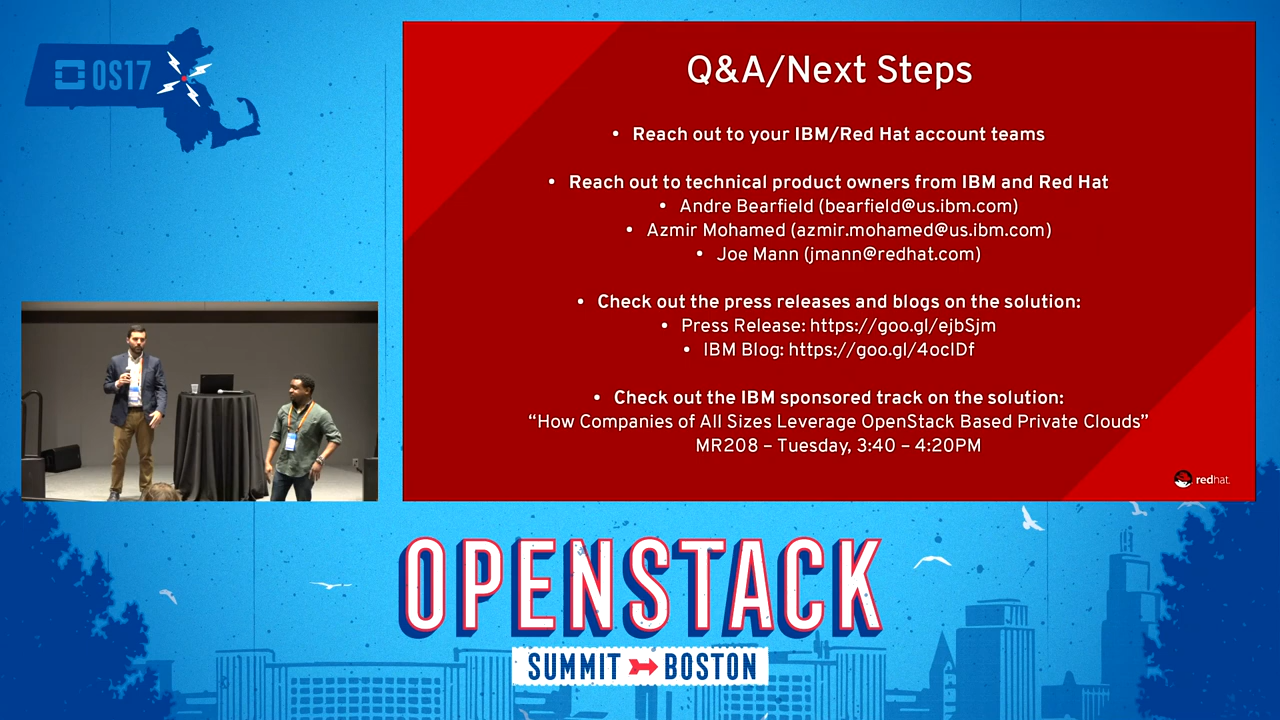 OS17
Q&A/Next Steps
• Reach out to your IBM/Red Hat account teams
• Reach out to technical product owners from IBM and Red Hat
• Andre Bearfield (bearfield@us.ibm.com)
• Azmir Mohamed (azmir.mohamed@us.ibm.com)
• Joe Mann (jmann@redhat.com)
• Check out the press releases and blogs on the solution:
• Press Release: https://goo.gl/ejbSjm
• IBM Blog: https://goo.gl/4ocIDf
• Check out the IBM sponsored track on the solution:
“How Companies of All Sizes Leverage OpenStack Based Private Clouds”
MR208 – Tuesday, 3:40 – 4:20PM
redhat.
OPENSTACK
SUMMIT BOSTON